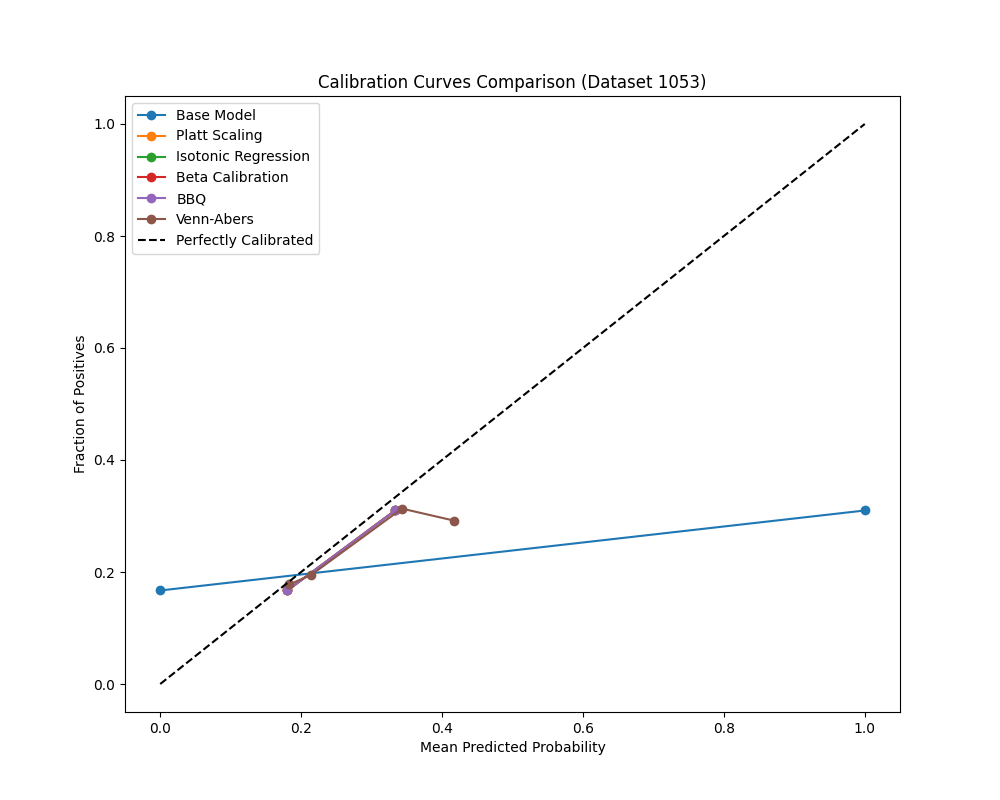 Calibration Curves Comparison (Dataset 1053)
Base Model
Platt Scaling
Isotonic Regression
Beta Calibration
BBQ
Venn-Abers
Perfectly Calibrated
1.0
0.8
0.6
0.4
0.2
0.0
Fraction of Positives
0.0 0.2 0.4 0.6 0.8 1.0
Mean Predicted Probability